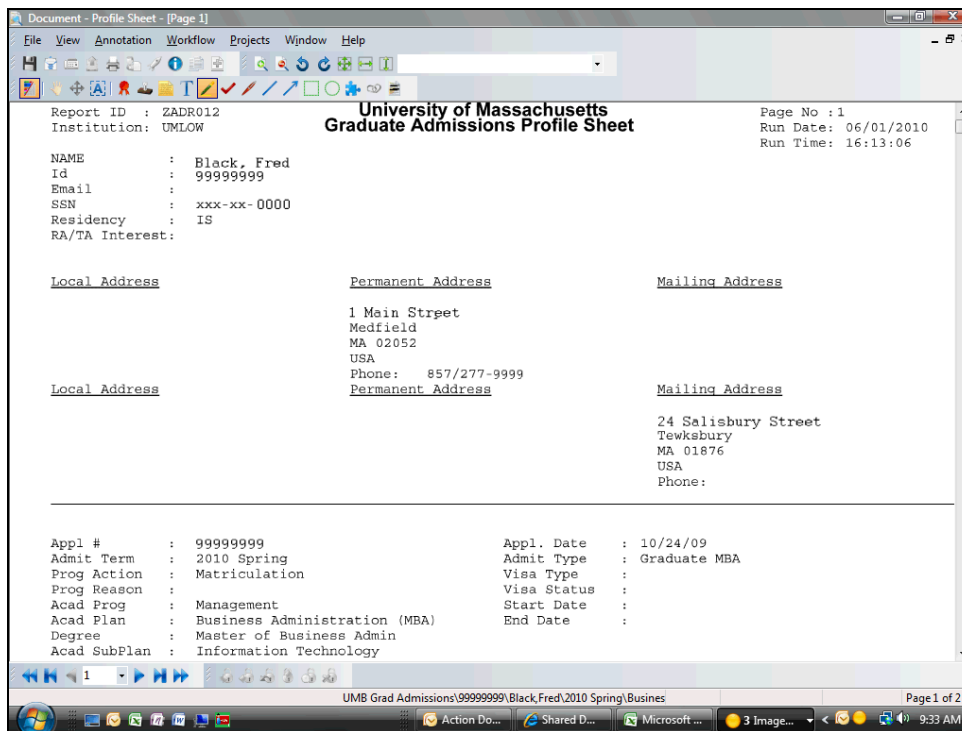 Document - Profile Sheet - [Page 1]
File View Annotation Workflow Projects Window Help
Report ID : ZADR012 University of Massachusetts Page No :1
Institution: UMLOW Graduate Admissions Profile Sheet Run Date: 06/01/2010
Run Time: 16:13:06
NAME : Black, Fred
Id : 99999999
Email :
SSN : xxx-xx-0000
Residency : IS
RA/TA Interest:
Local Address Permanent Address Mailing Address
1 Main Street
Medfield
MA 02052
USA
Phone: 857/277-9999
Local Address Permanent Address Mailing Address
24 Salisbury Street
Tewksbury
MA 01876
USA
Phone:
Appl # : 99999999 Appl. Date : 10/24/09
Admit Term : 2010 Spring Admit Type : Graduate MBA
Prog Action : Matriculation Visa Type :
Prog Reason : Visa Status :
Acad Prog : Management Start Date :
Acad Plan : Business Administration (MBA) End Date :
Degree : Master of Business Admin
Acad SubPlan : Information Technology
1
UMB Grad Admissions\99999999\Black,Fred\2010 Spring\Busines Page 1 of 2
Action Do... Shared D... Microsoft ... 3 Image... 9:33 AM